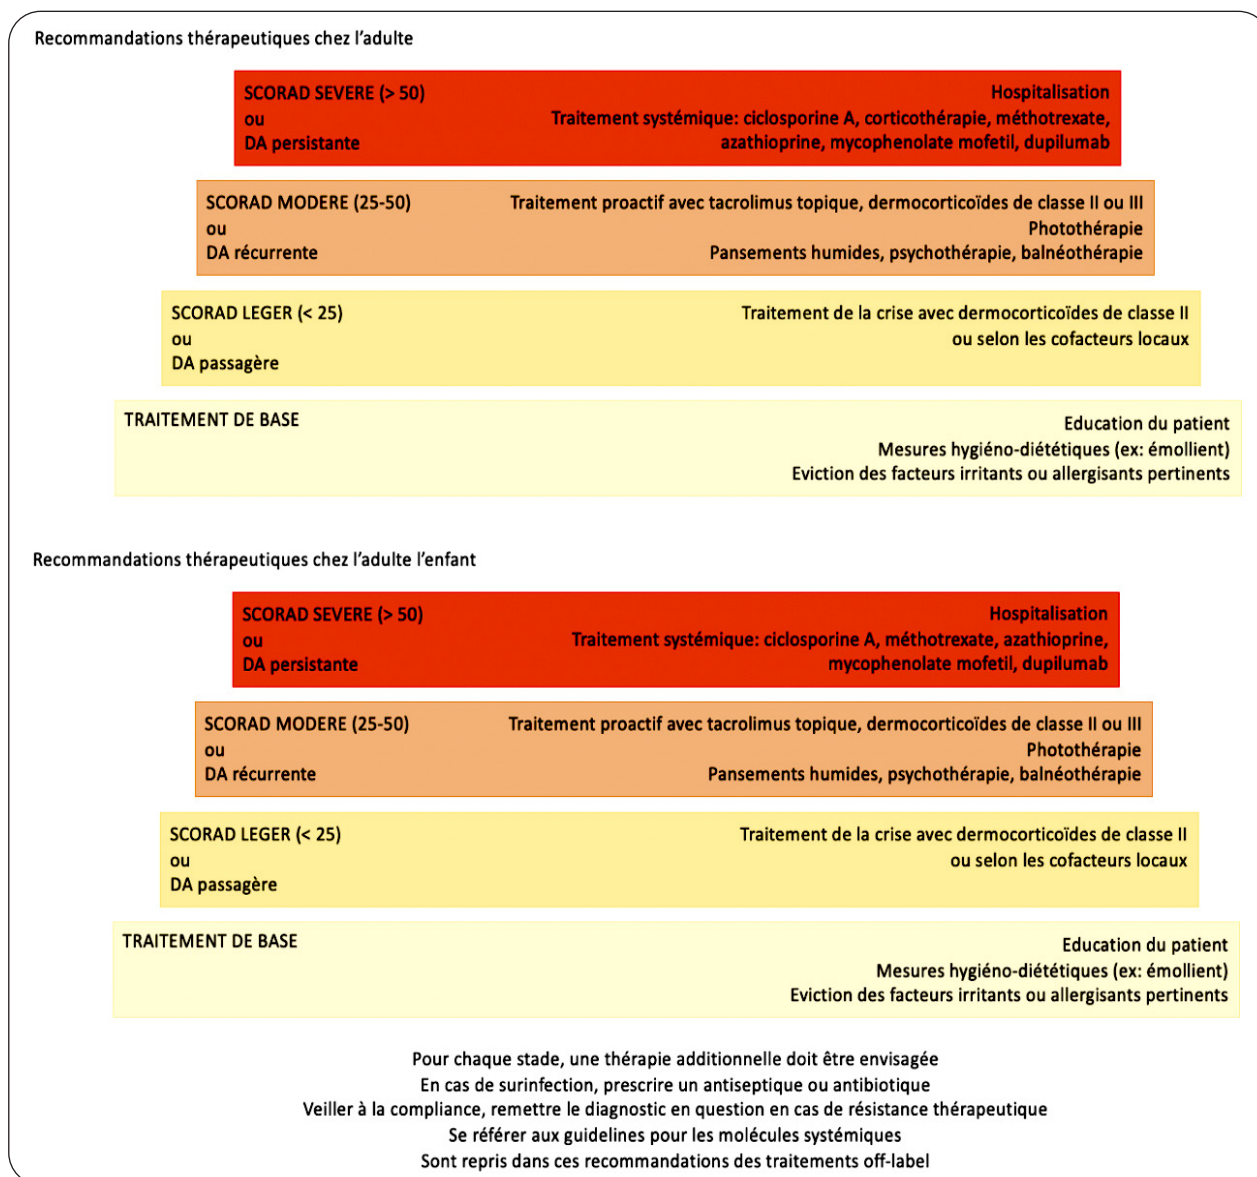 Recommandations thérapeutiques chez l'adulte
SCORAD SEVERE (> 50)
ou
DA persistante
Hospitalisation
Traitement systémique: ciclosporine A, corticothérapie, méthotrexate,
azathioprine, mycophenolate mofetil, dupilumab
SCORAD MODERE (25-50)
ou
DA récurrente
Traitement proactif avec tacrolimus topique, dermocorticoïdes de classe II ou III
Photothérapie
Pansements humides, psychothérapie, balnéothérapie
SCORAD LEGER (< 25)
ou
DA passagère
Traitement de la crise avec dermocorticoïdes de classe II
ou selon les cofacteurs locaux
TRAITEMENT DE BASE
Education du patient
Mesures hygiéno-diététiques (ex: émollient)
Eviction des facteurs irritants ou allergisants pertinents
Recommandations thérapeutiques chez l'adulte l'enfant
SCORAD SEVERE (> 50)
ou
DA persistante
Hospitalisation
Traitement systémique: ciclosporine A, méthotrexate, azathioprine,
mycophenolate mofetil, dupilumab
SCORAD MODERE (25-50)
ou
DA récurrente
Traitement proactif avec tacrolimus topique, dermocorticoïdes de classe II ou III
Photothérapie
Pansements humides, psychothérapie, balnéothérapie
SCORAD LEGER (< 25)
ou
DA passagère
Traitement de la crise avec dermocorticoïdes de classe II
ou selon les cofacteurs locaux
TRAITEMENT DE BASE
Education du patient
Mesures hygiéno-diététiques (ex: émollient)
Eviction des facteurs irritants ou allergisants pertinents
Pour chaque stade, une thérapie additionnelle doit être envisagée
En cas de surinfection, prescrire un antiseptique ou antibiotique
Veiller à la compliance, remettre le diagnostic en question en cas de résistance thérapeutique
Se référer aux guidelines pour les molécules systémiques
Sont repris dans ces recommandations des traitements off-label